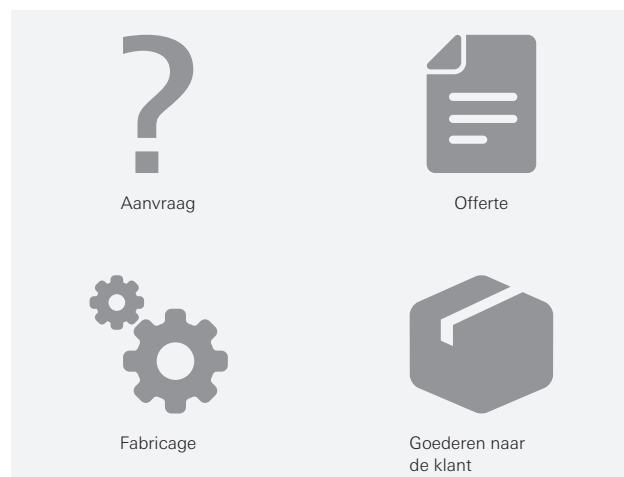 Aanvraag
Offerte
Fabricage
Goederen naar
de klant